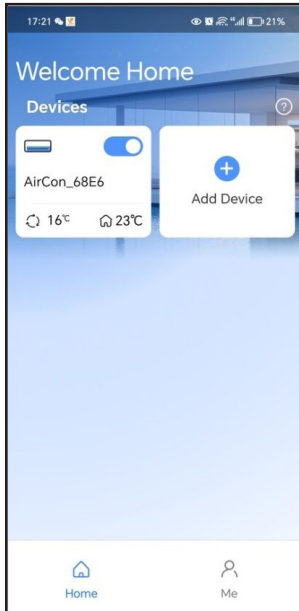 17:21
21%
Welcome Home
Devices
AirCon_68E6
16℃ 23℃
Add Device
Home
Me